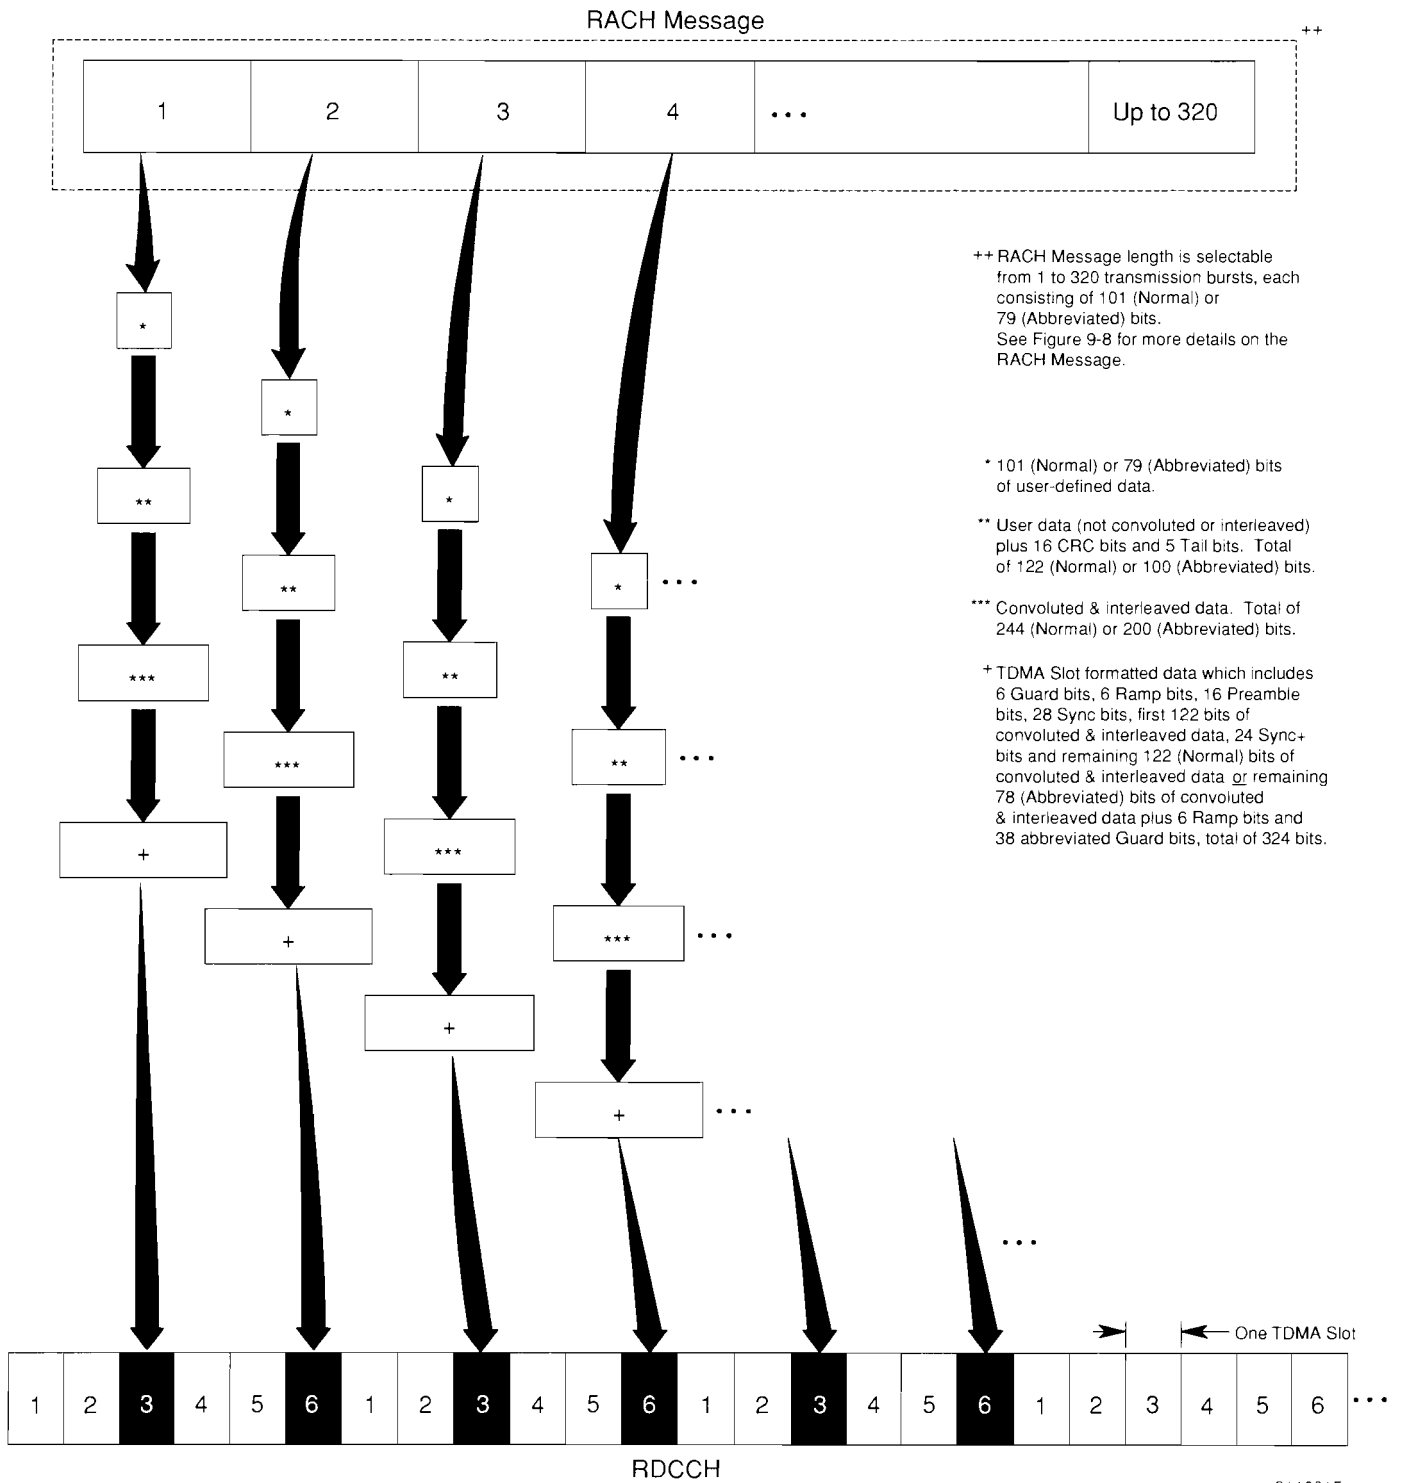 RACH Message
++
1 2 3 4 ... Up to 320
++ RACH Message length is selectable
from 1 to 320 transmission bursts, each
consisting of 101 (Normal) or
79 (Abbreviated) bits.
See Figure 9-8 for more details on the
RACH Message.
*
*
* 101 (Normal) or 79 (Abbreviated) bits
of user-defined data.
**
*
** User data (not convoluted or interleaved)
plus 16 CRC bits and 5 Tail bits. Total
of 122 (Normal) or 100 (Abbreviated) bits.
**
* ...
*** Convoluted & interleaved data. Total of
244 (Normal) or 200 (Abbreviated) bits.
***
**
+ TDMA Slot formatted data which includes
6 Guard bits, 6 Ramp bits, 16 Preamble
bits, 28 Sync bits, first 122 bits of
convoluted & interleaved data, 24 Sync+
bits and remaining 122 (Normal) bits of
convoluted & interleaved data or remaining
78 (Abbreviated) bits of convoluted
& interleaved data plus 6 Ramp bits and
38 abbreviated Guard bits, total of 324 bits.
***
** ...
+
***
+
*** ...
+
+ ...
...
One TDMA Slot
1 2 3 4 5 6 1 2 3 4 5 6 1 2 3 4 5 6 1 2 3 4 5 6 ...
RDCCH